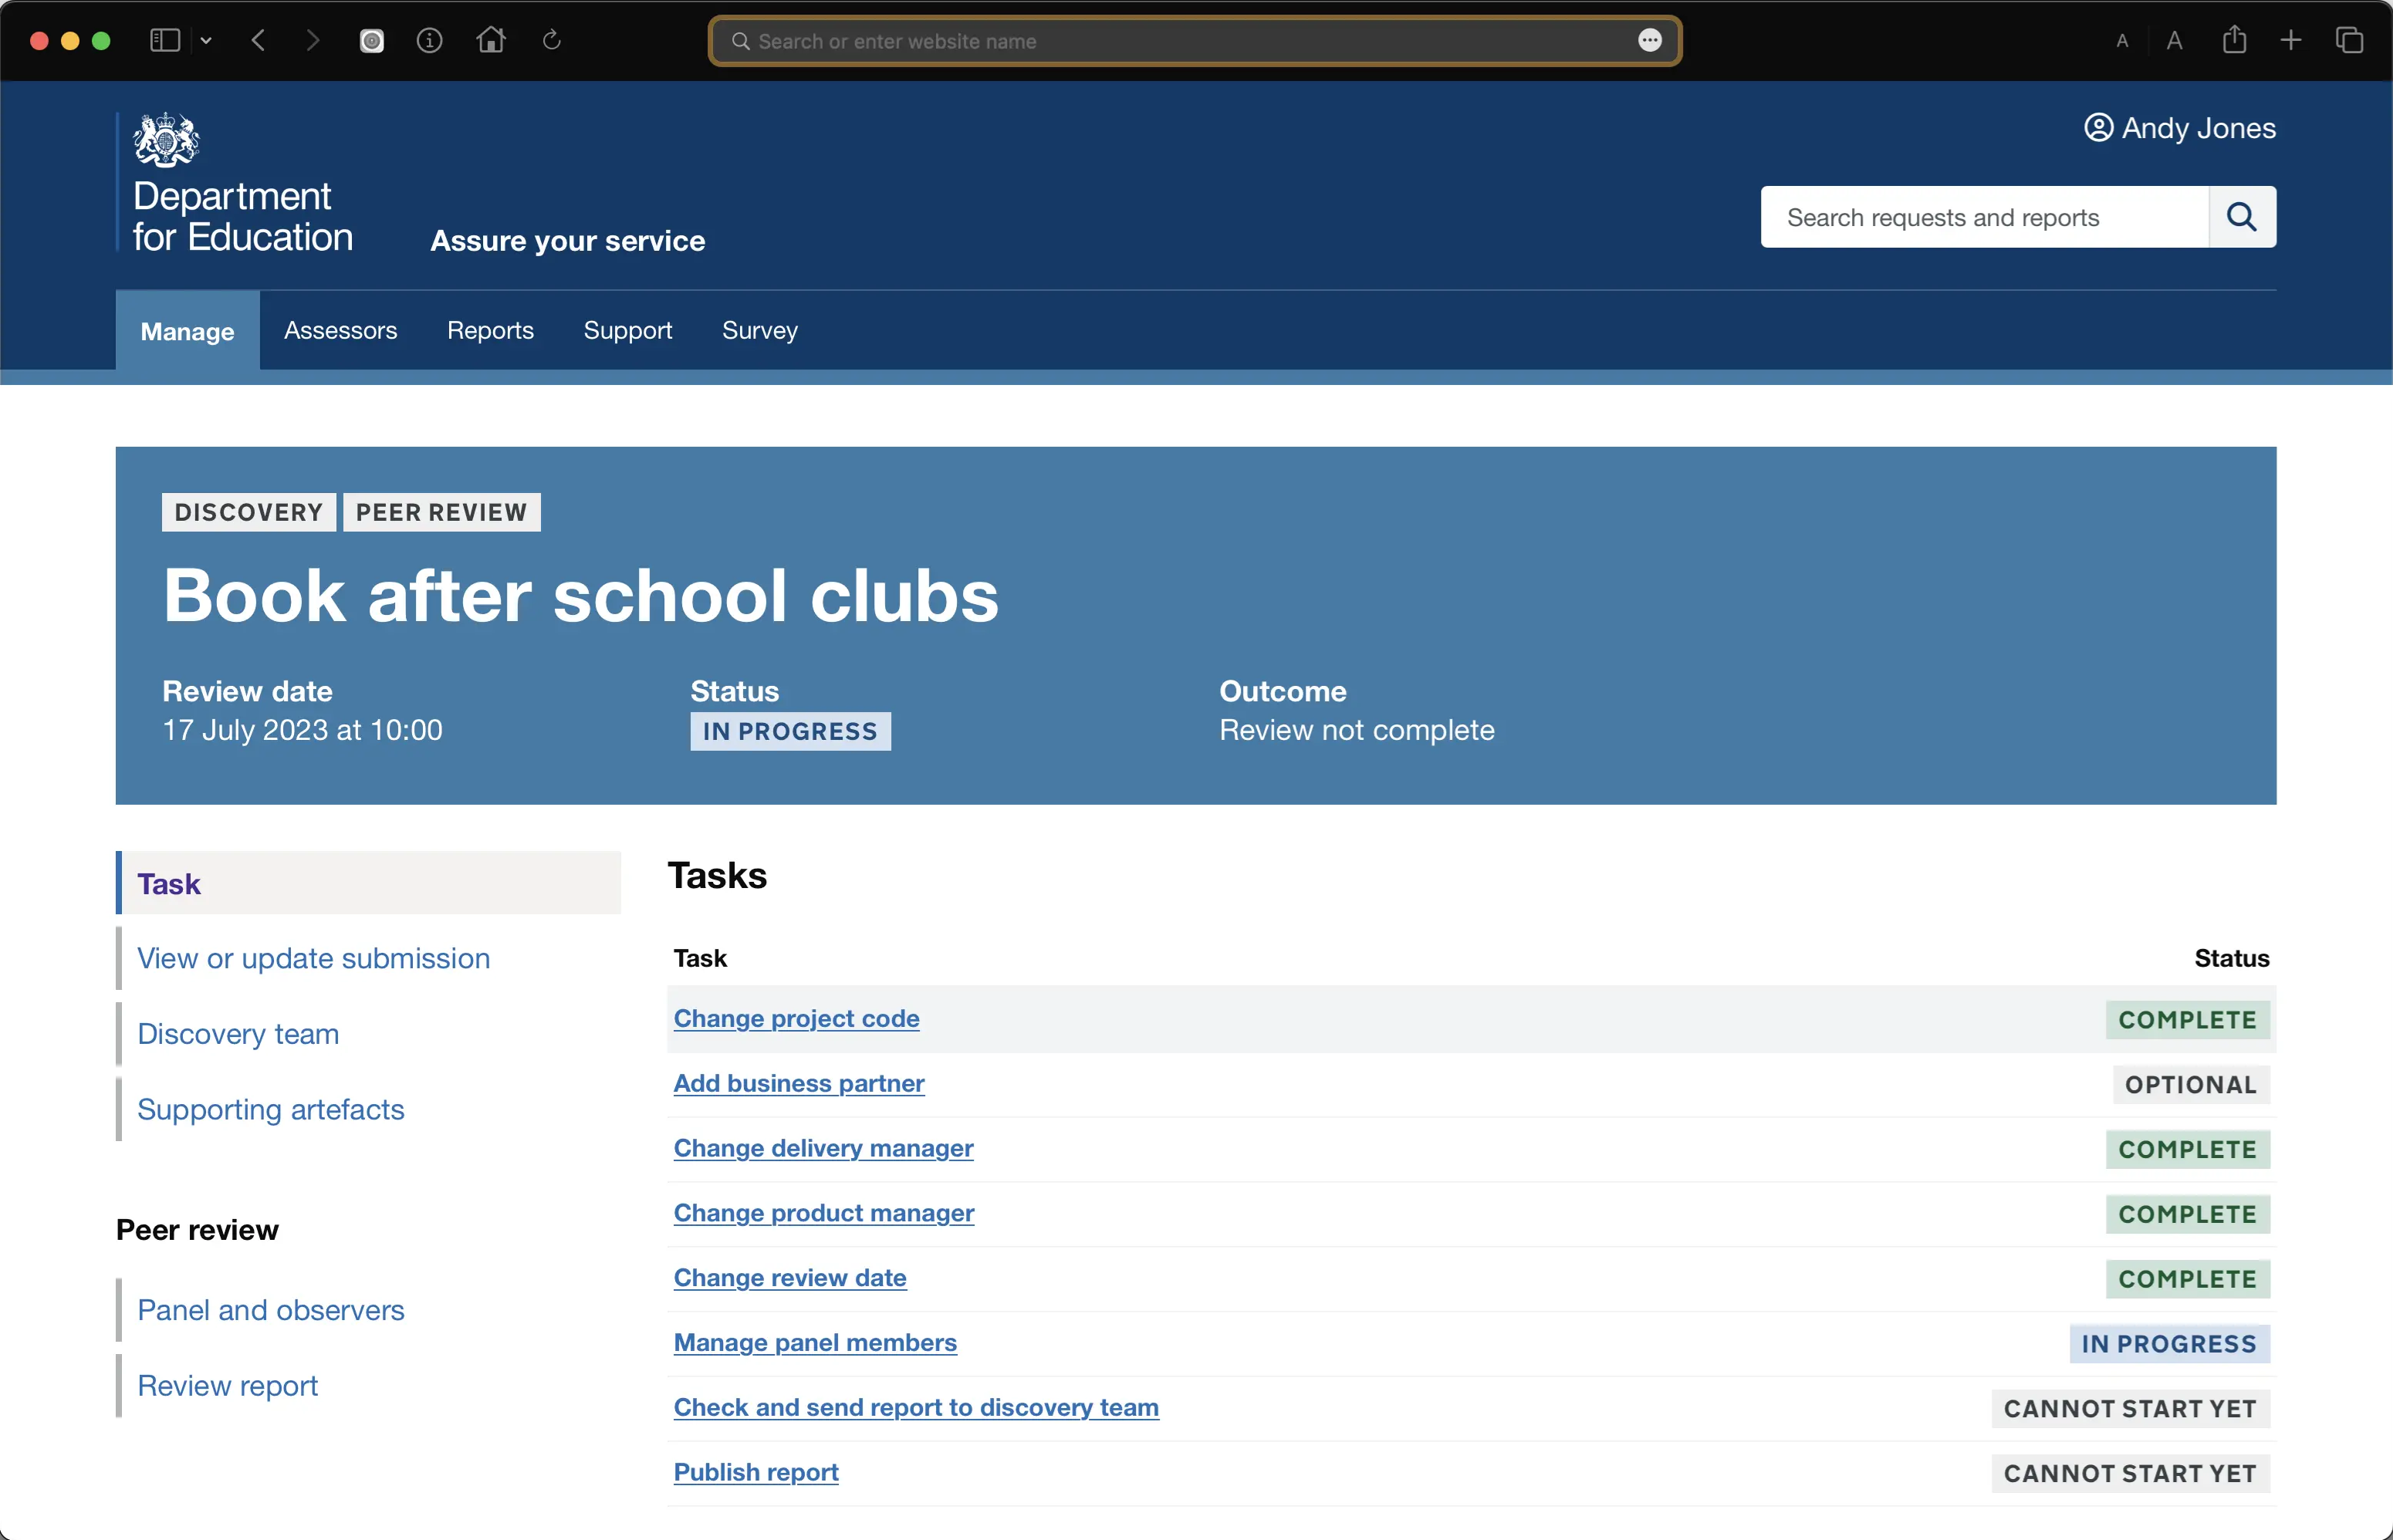 Search or enter website name
A A
Andy Jones
Department
for Education
Assure your service
Search requests and reports
Manage Assessors Reports Support Survey
DISCOVERY PEER REVIEW
Book after school clubs
Review date Status Outcome
17 July 2023 at 10:00 IN PROGRESS Review not complete
Task
View or update submission
Discovery team
Supporting artefacts
Peer review
Panel and observers
Review report
Tasks
Task Status
Change project code COMPLETE
Add business partner OPTIONAL
Change delivery manager COMPLETE
Change product manager COMPLETE
Change review date COMPLETE
Manage panel members IN PROGRESS
Check and send report to discovery team CANNOT START YET
Publish report CANNOT START YET